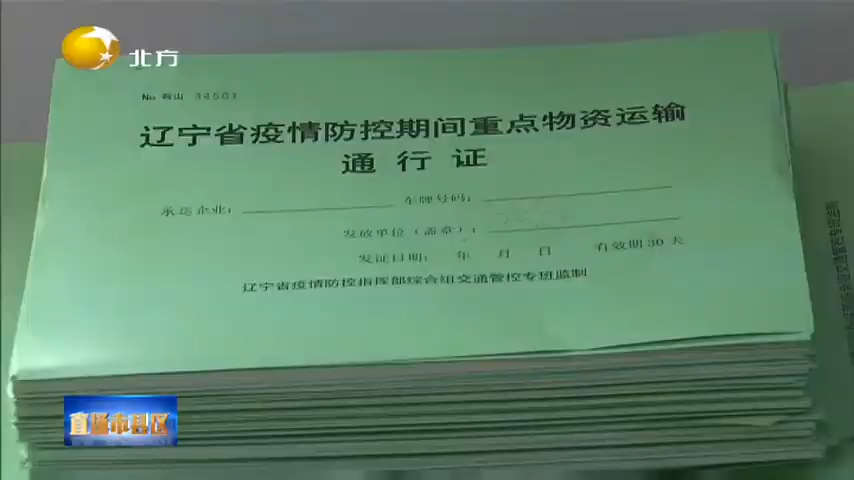 北方
No 鞍山 34501
辽宁省疫情防控期间重点物资运输
通行证
承运企业： 车牌号码：
发放单位（盖章）：
发证日期： 年 月 日 有效期30天
辽宁省疫情防控指挥部综合组交通管控专班监制
直播市县区